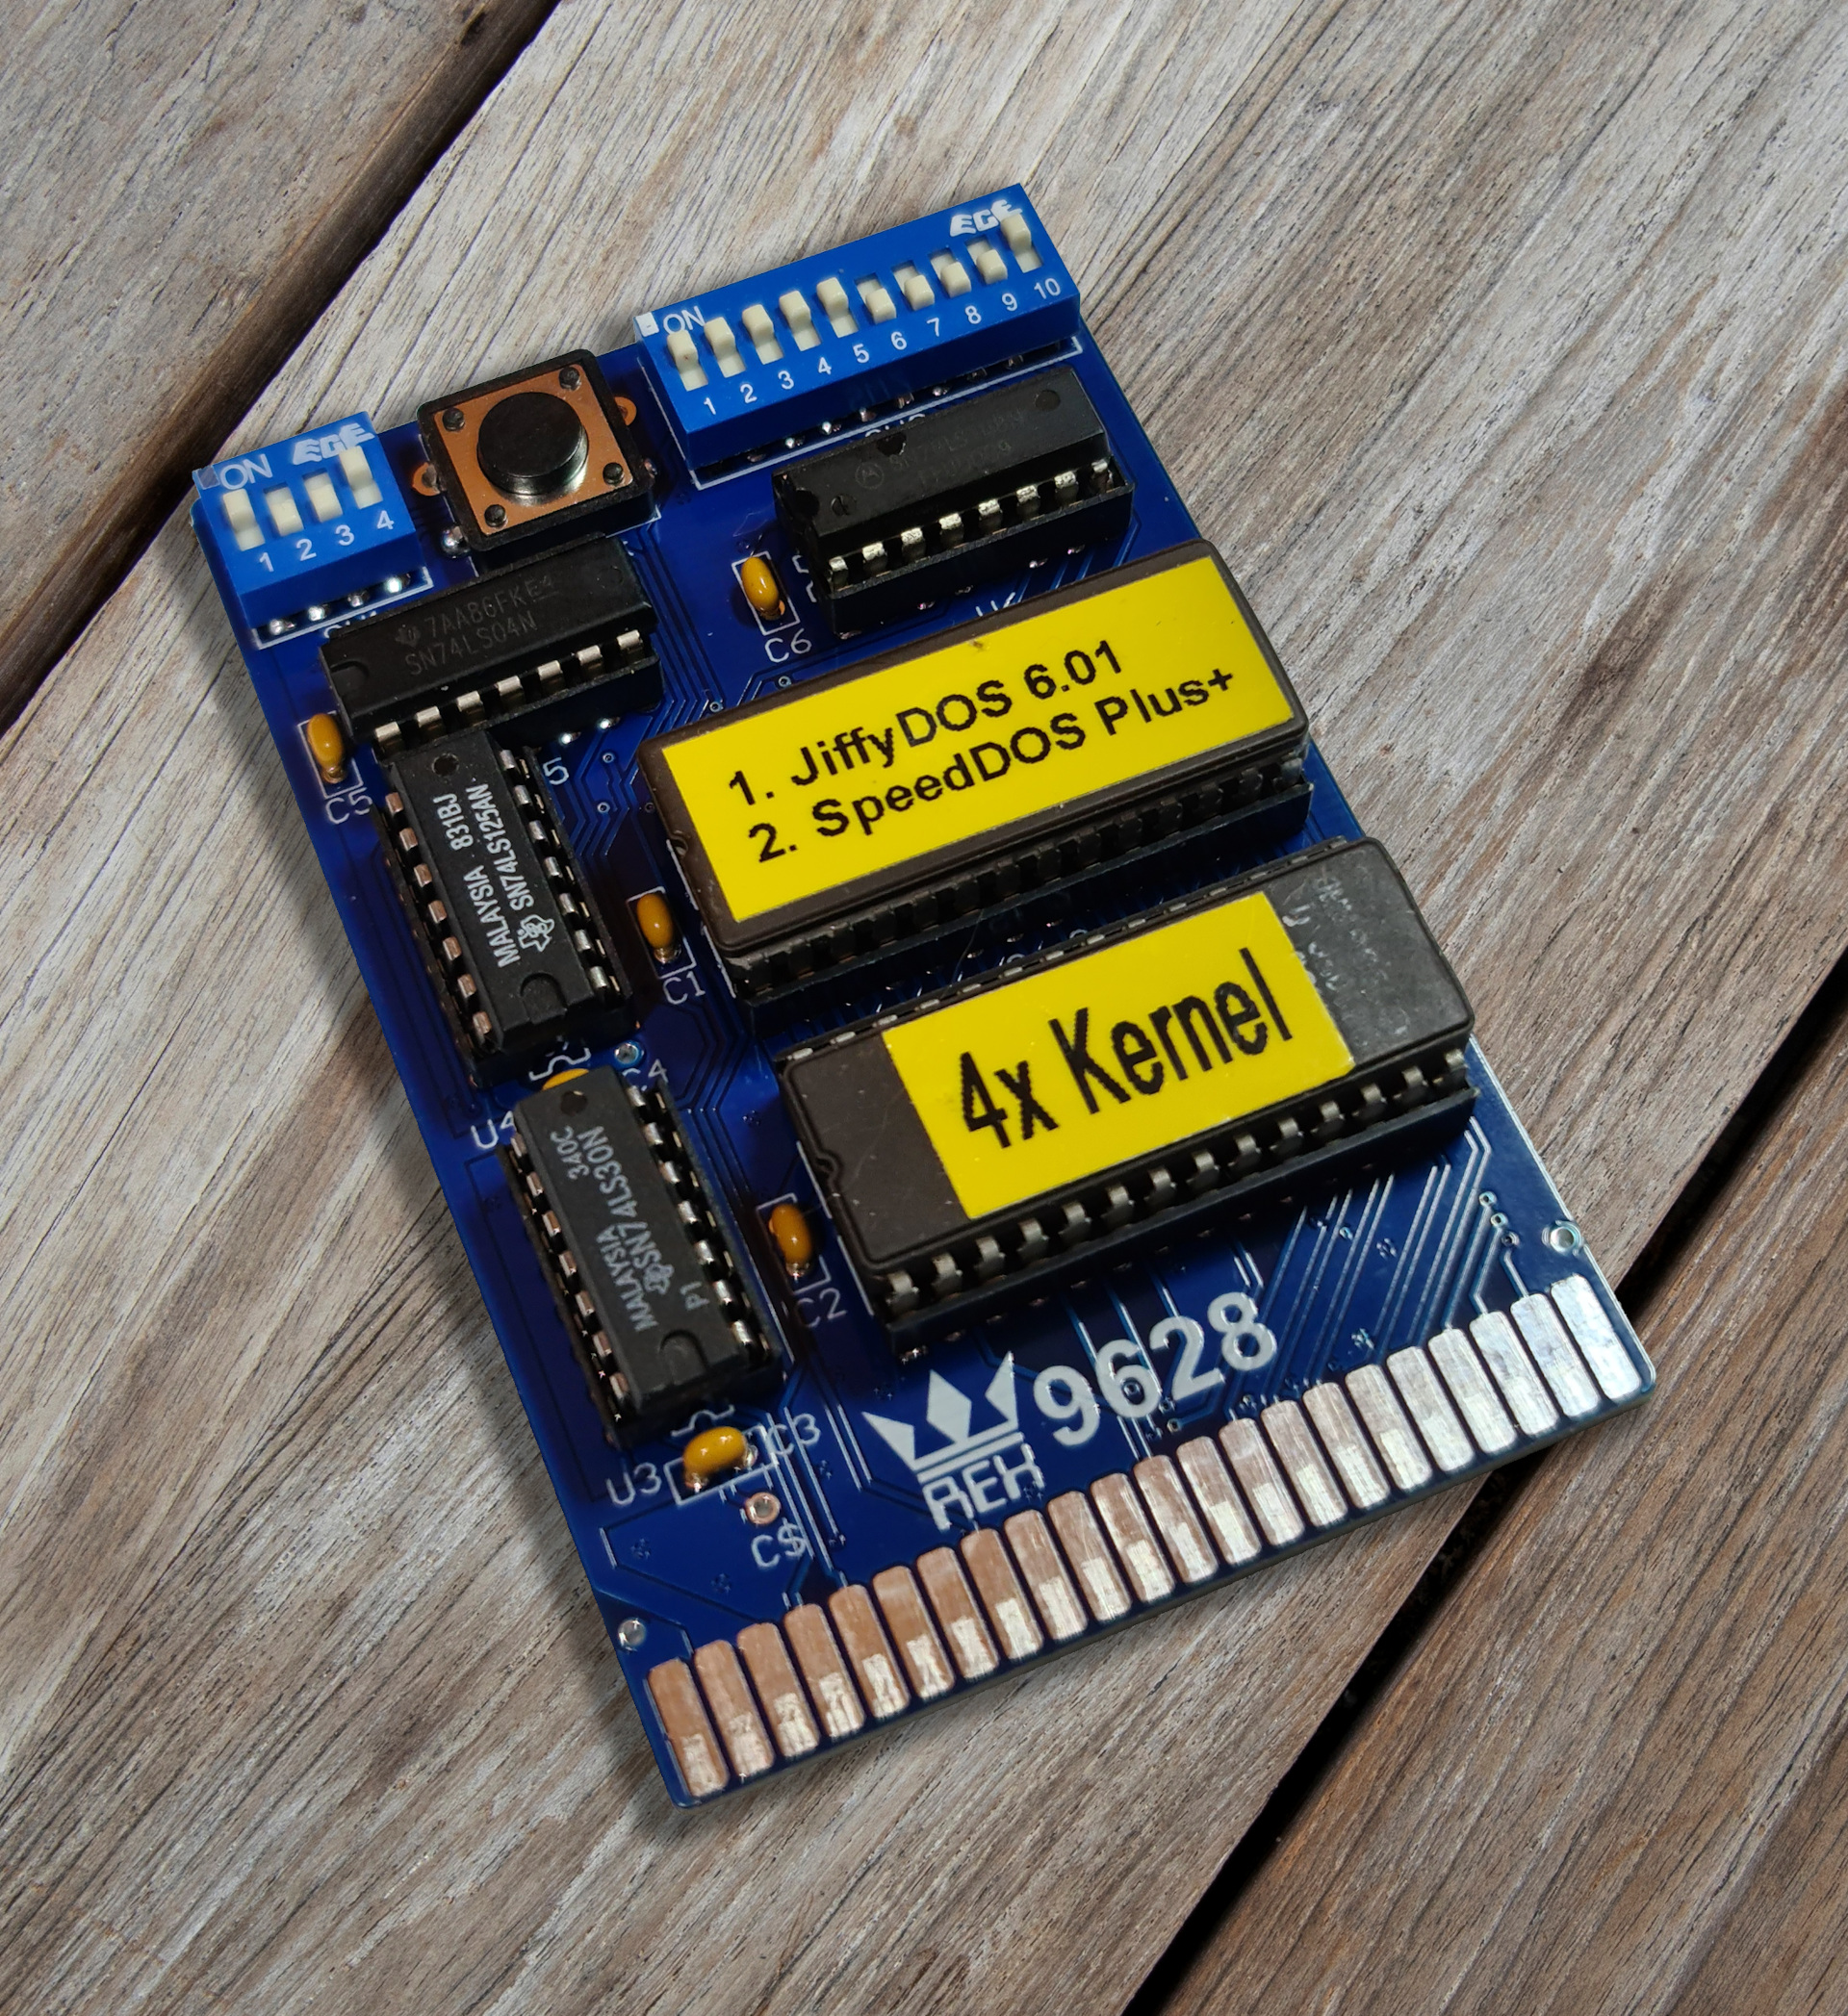 ECE
1 2 3 4 5 6 7 8 9 10
ON
ON ECE
1 2 3 4
C6
7AA86FKE4
SN74LS04N
C5
5
1. JiffyDOS 6.01
2. SpeedDOS Plus+
MALAYSIA 831BJ
SN74LS125AN
C1
4x Kernel
U4
MALAYSIA 340C
SN74LS30N
P1
C2
9628
REH
C3
U3
C$